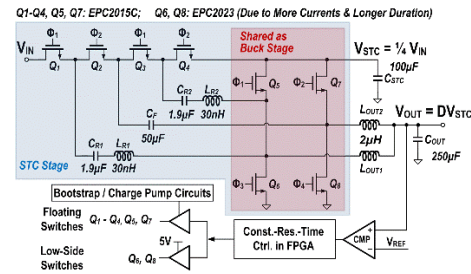 Q1-Q4, Q5, Q7: EPC2015C; Q6, Q8: EPC2023 (Due to More Currents & Longer Duration)
Φ1 Φ2 Φ1 Φ2
Shared as
Buck Stage
VIN
VSTC = ¼ VIN
Q1 Q2 Q3 Q4
Φ1 Q5 Φ2 Q7
100μF
CSTC
CR2 LR2
1.9μF 30nH
CF
50μF
LOUT2
2μH
LOUT1
VOUT = DVSTC
COUT
250μF
CR1 LR1
1.9μF 30nH
STC Stage
Φ3 Q6 Φ4 Q8
Bootstrap / Charge Pump Circuits
Floating
Switches
Q1 - Q4, Q5, Q7
5V
Low-Side
Switches
Q6, Q8
Const.-Res.-Time
Ctrl. in FPGA
CMP
+
−
VREF